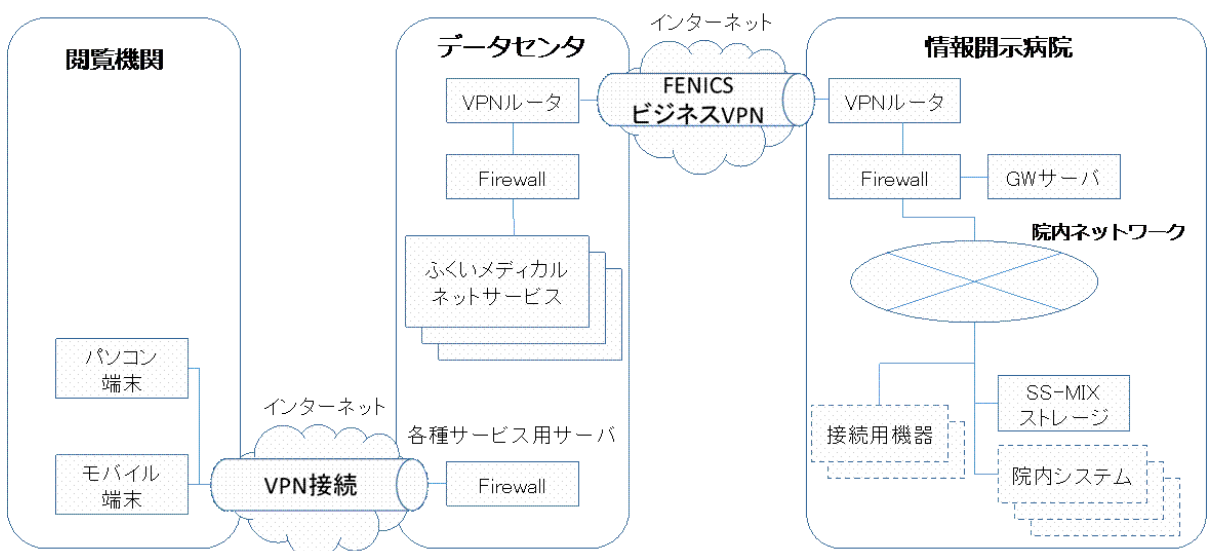 閲覧機関
パソコン
端末
モバイル
端末
インターネット
VPN接続
データセンタ
VPNルータ
Firewall
ふくいメディカル
ネットサービス
各種サービス用サーバ
Firewall
インターネット
FENICS
ビジネスVPN
情報開示病院
VPNルータ
Firewall
GWサーバ
院内ネットワーク
接続用機器
SS-MIX
ストレージ
院内システム